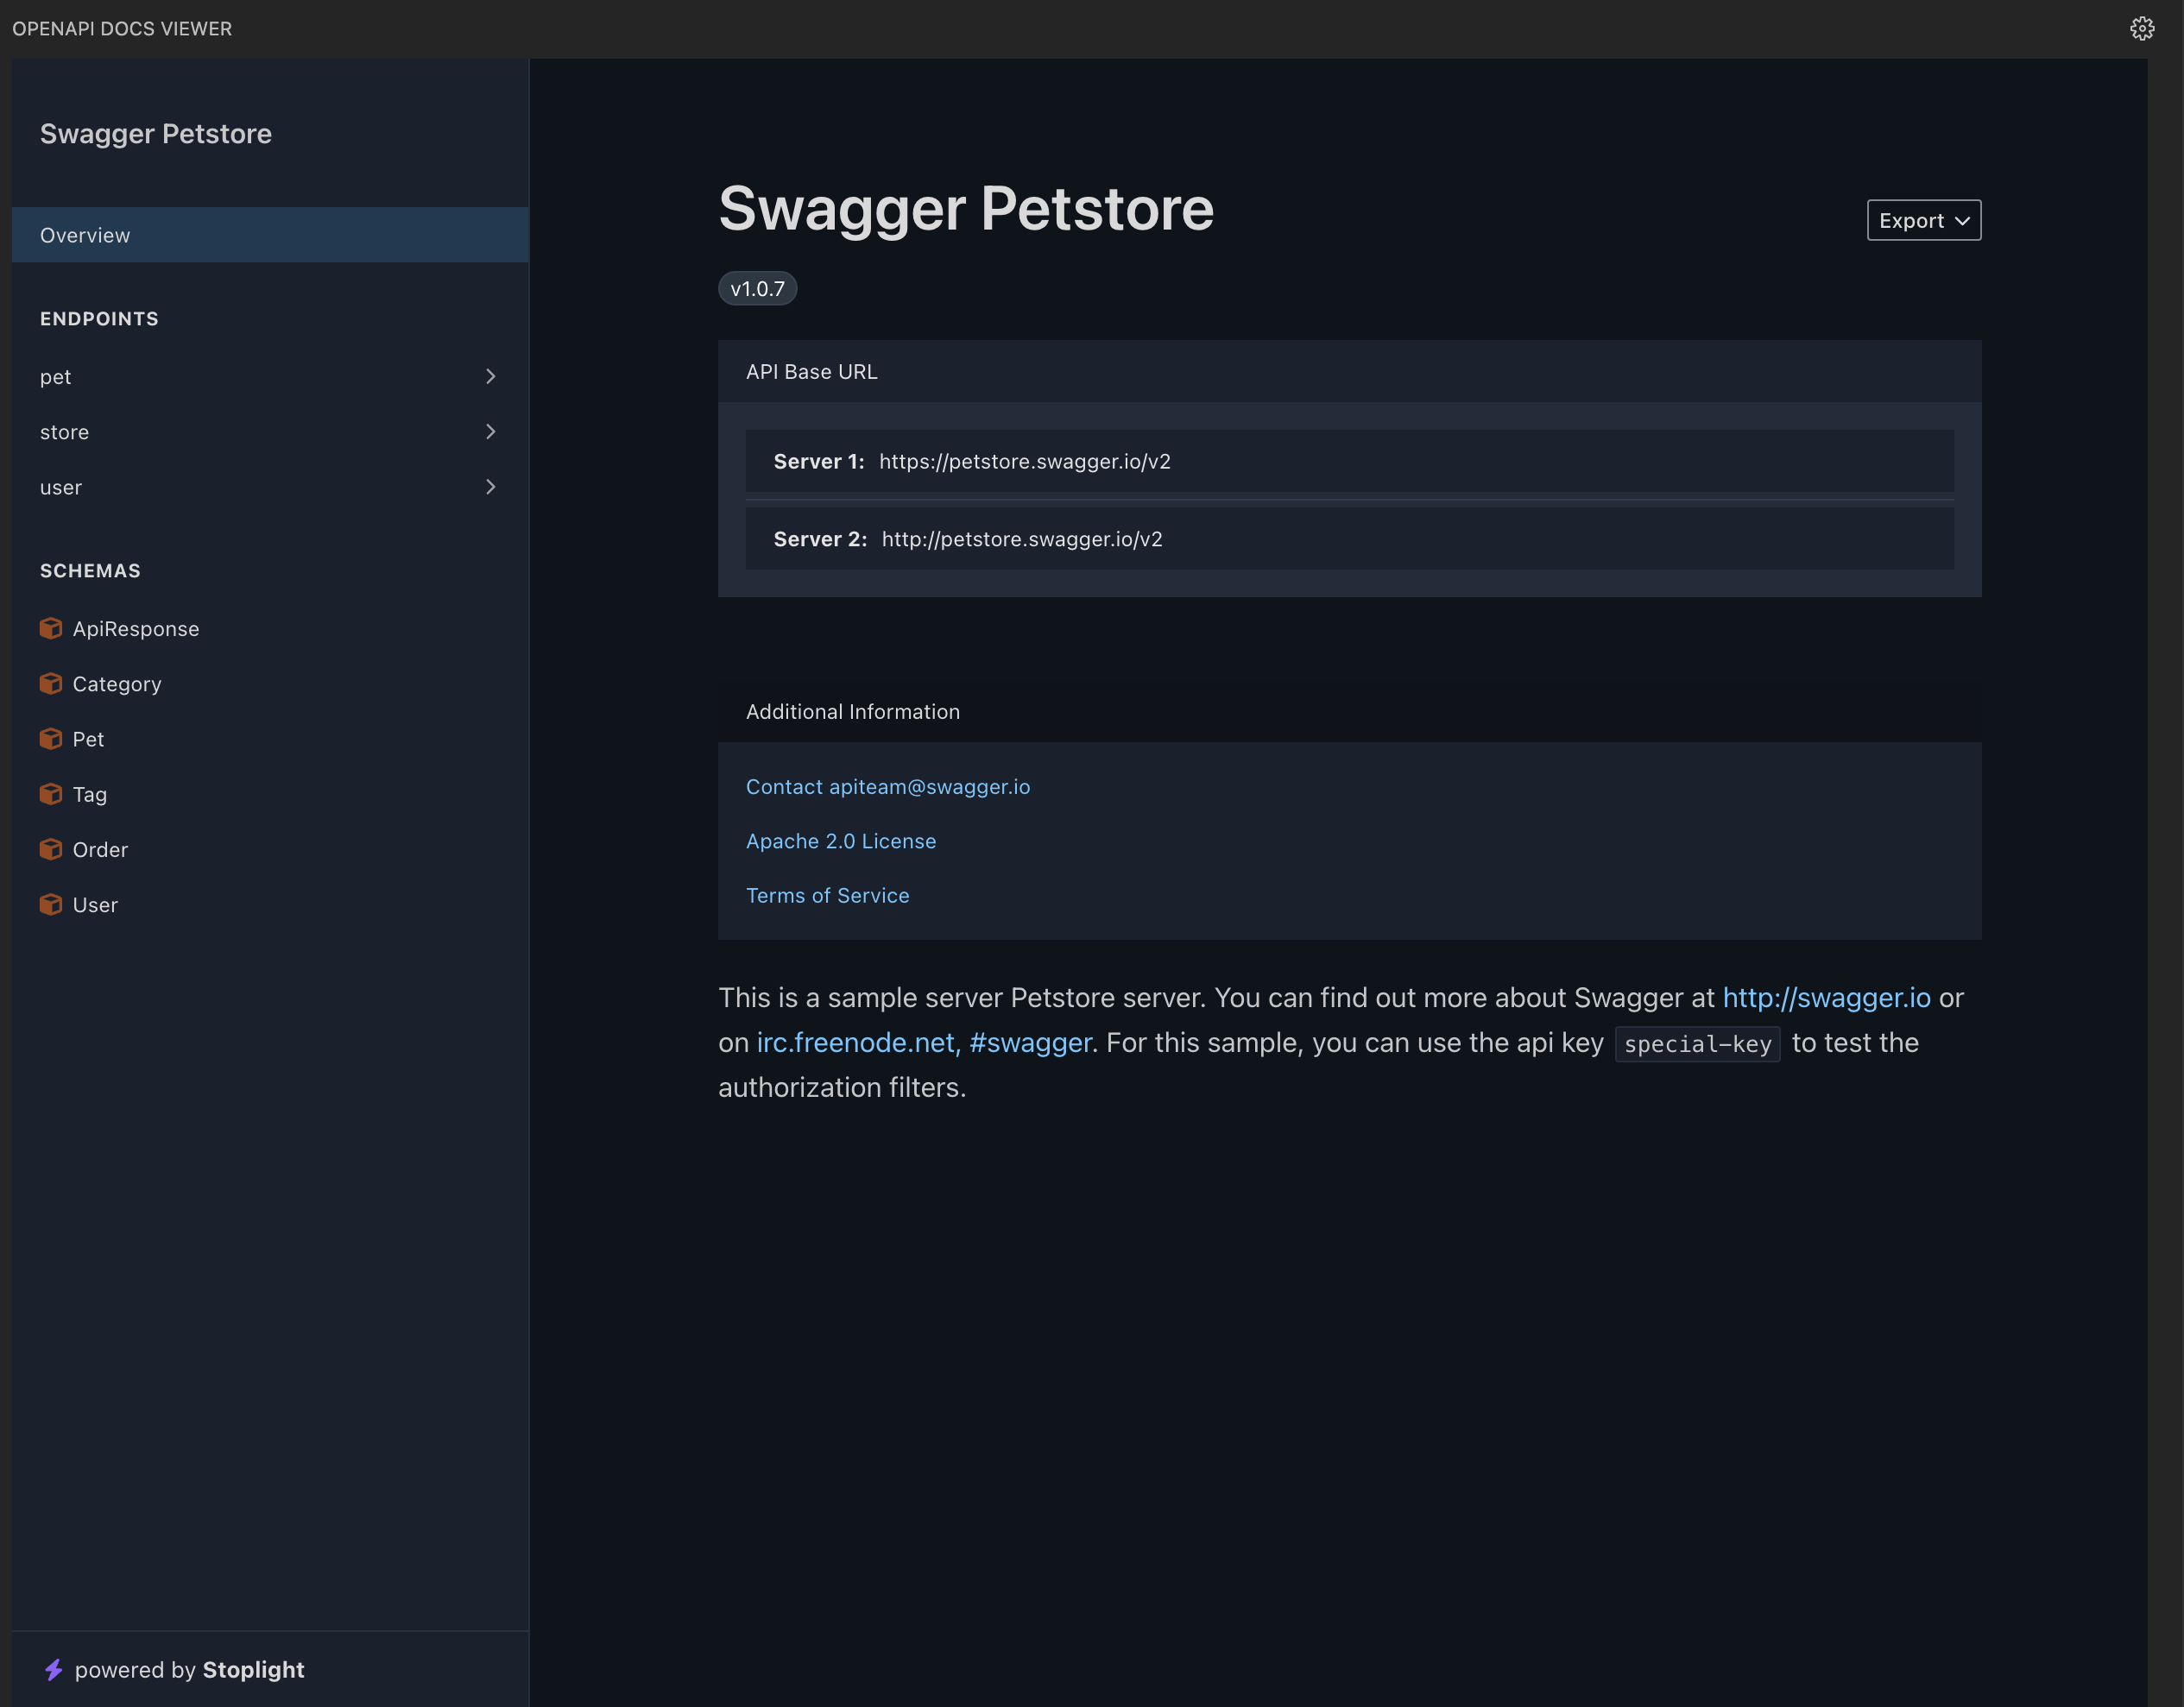 OPENAPI DOCS VIEWER
Swagger Petstore
Overview
ENDPOINTS
pet
store
user
SCHEMAS
ApiResponse
Category
Pet
Tag
Order
User
powered by Stoplight
Swagger Petstore
Export
v1.0.7
API Base URL
Server 1: https://petstore.swagger.io/v2
Server 2: http://petstore.swagger.io/v2
Additional Information
Contact apiteam@swagger.io
Apache 2.0 License
Terms of Service
This is a sample server Petstore server. You can find out more about Swagger at http://swagger.io or
on irc.freenode.net, #swagger. For this sample, you can use the api key special-key to test the
authorization filters.